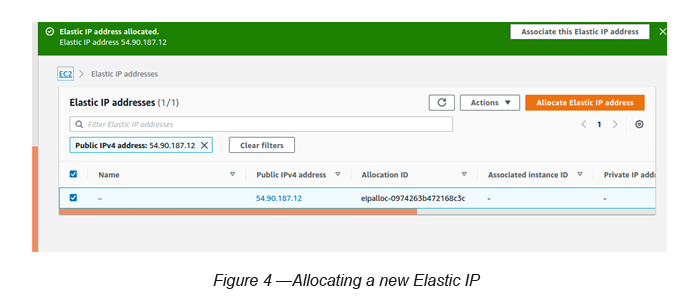 Elastic IP address allocated.
Elastic IP address 54.90.187.12
Associate this Elastic IP address
EC2 > Elastic IP addresses
Elastic IP addresses (1/1)
Actions ▼
Allocate Elastic IP address
Filter Elastic IP addresses
< 1 >
Public IPv4 address: 54.90.187.12 ✕
Clear filters
Name Public IPv4 address Allocation ID Associated instance ID Private IP addr
– 54.90.187.12 eipalloc-0974263b472168c3c - -
Figure 4 —Allocating a new Elastic IP